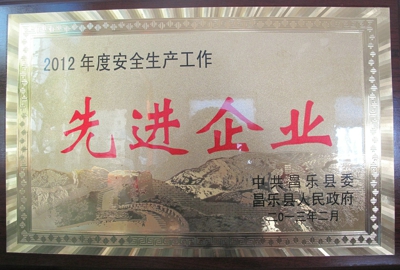 2012年度安全生产工作
先进企业
中共昌乐县委
昌乐县人民政府
二〇一三年二月